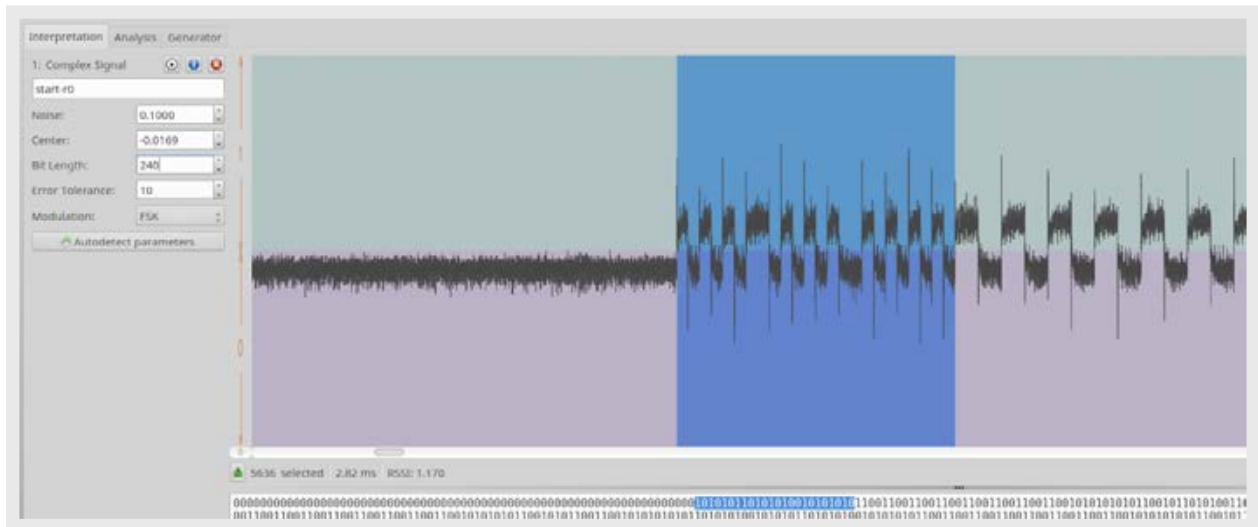 Interpretation Analysis Generator
1: Complex Signal
start-r0
Noise: 0.1000
Center: -0.0169
Bit Length: 240
Error Tolerance: 10
Modulation: FSK
Autodetect parameters
5636 selected 2.82 ms RSSI: 1.170